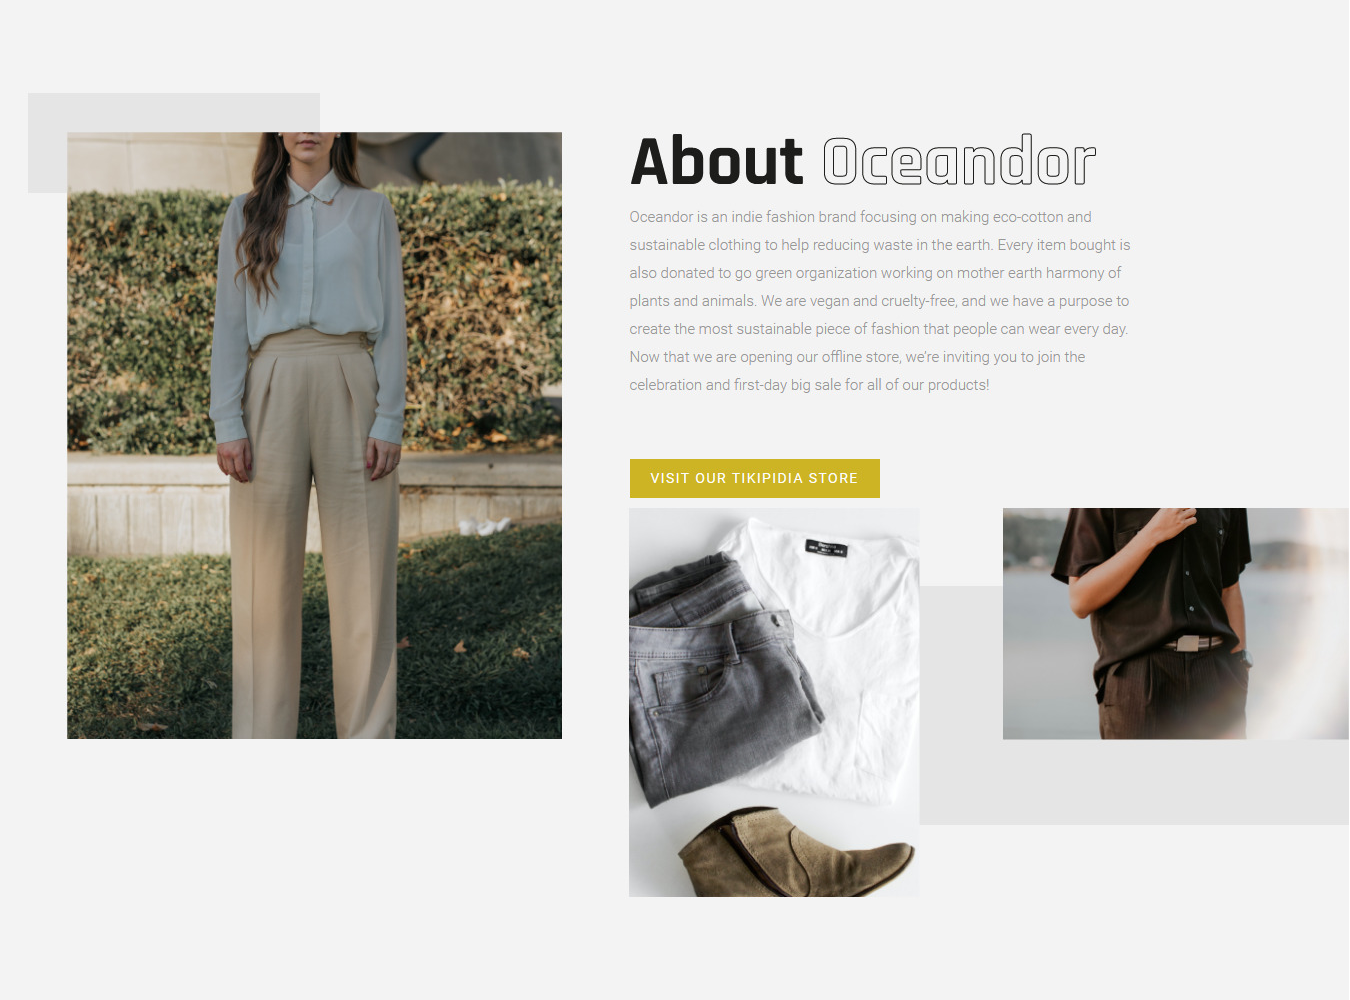 About Oceandor
Oceandor is an indie fashion brand focusing on making eco-cotton and
sustainable clothing to help reducing waste in the earth. Every item bought is
also donated to go green organization working on mother earth harmony of
plants and animals. We are vegan and cruelty-free, and we have a purpose to
create the most sustainable piece of fashion that people can wear every day.
Now that we are opening our offline store, we're inviting you to join the
celebration and first-day big sale for all of our products!
VISIT OUR TIKIPIDIA STORE